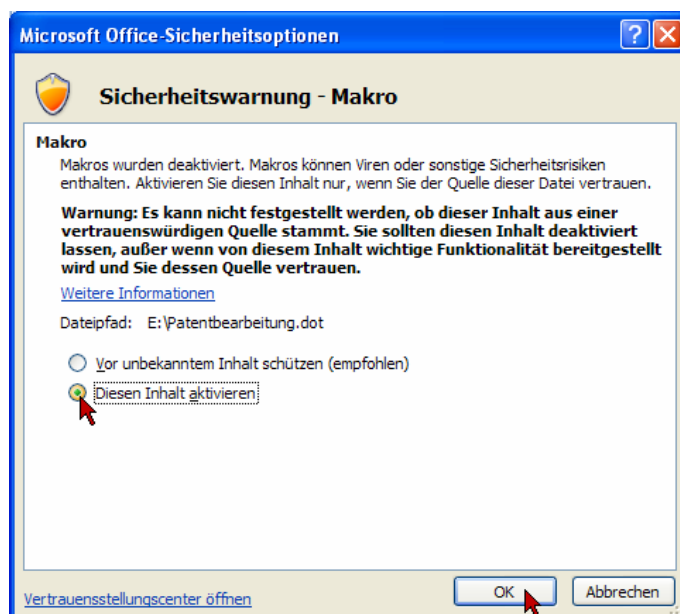 Microsoft Office-Sicherheitsoptionen
Sicherheitswarnung - Makro
Makro
Makros wurden deaktiviert. Makros können Viren oder sonstige Sicherheitsrisiken
enthalten. Aktivieren Sie diesen Inhalt nur, wenn Sie der Quelle dieser Datei vertrauen.
Warnung: Es kann nicht festgestellt werden, ob dieser Inhalt aus einer
vertrauenswürdigen Quelle stammt. Sie sollten diesen Inhalt deaktiviert
lassen, außer wenn von diesem Inhalt wichtige Funktionalität bereitgestellt
wird und Sie dessen Quelle vertrauen.
Weitere Informationen
Dateipfad: E:\Patentbearbeitung.dot
Vor unbekanntem Inhalt schützen (empfohlen)
Diesen Inhalt aktivieren
Vertrauensstellungscenter öffnen
OK
Abbrechen